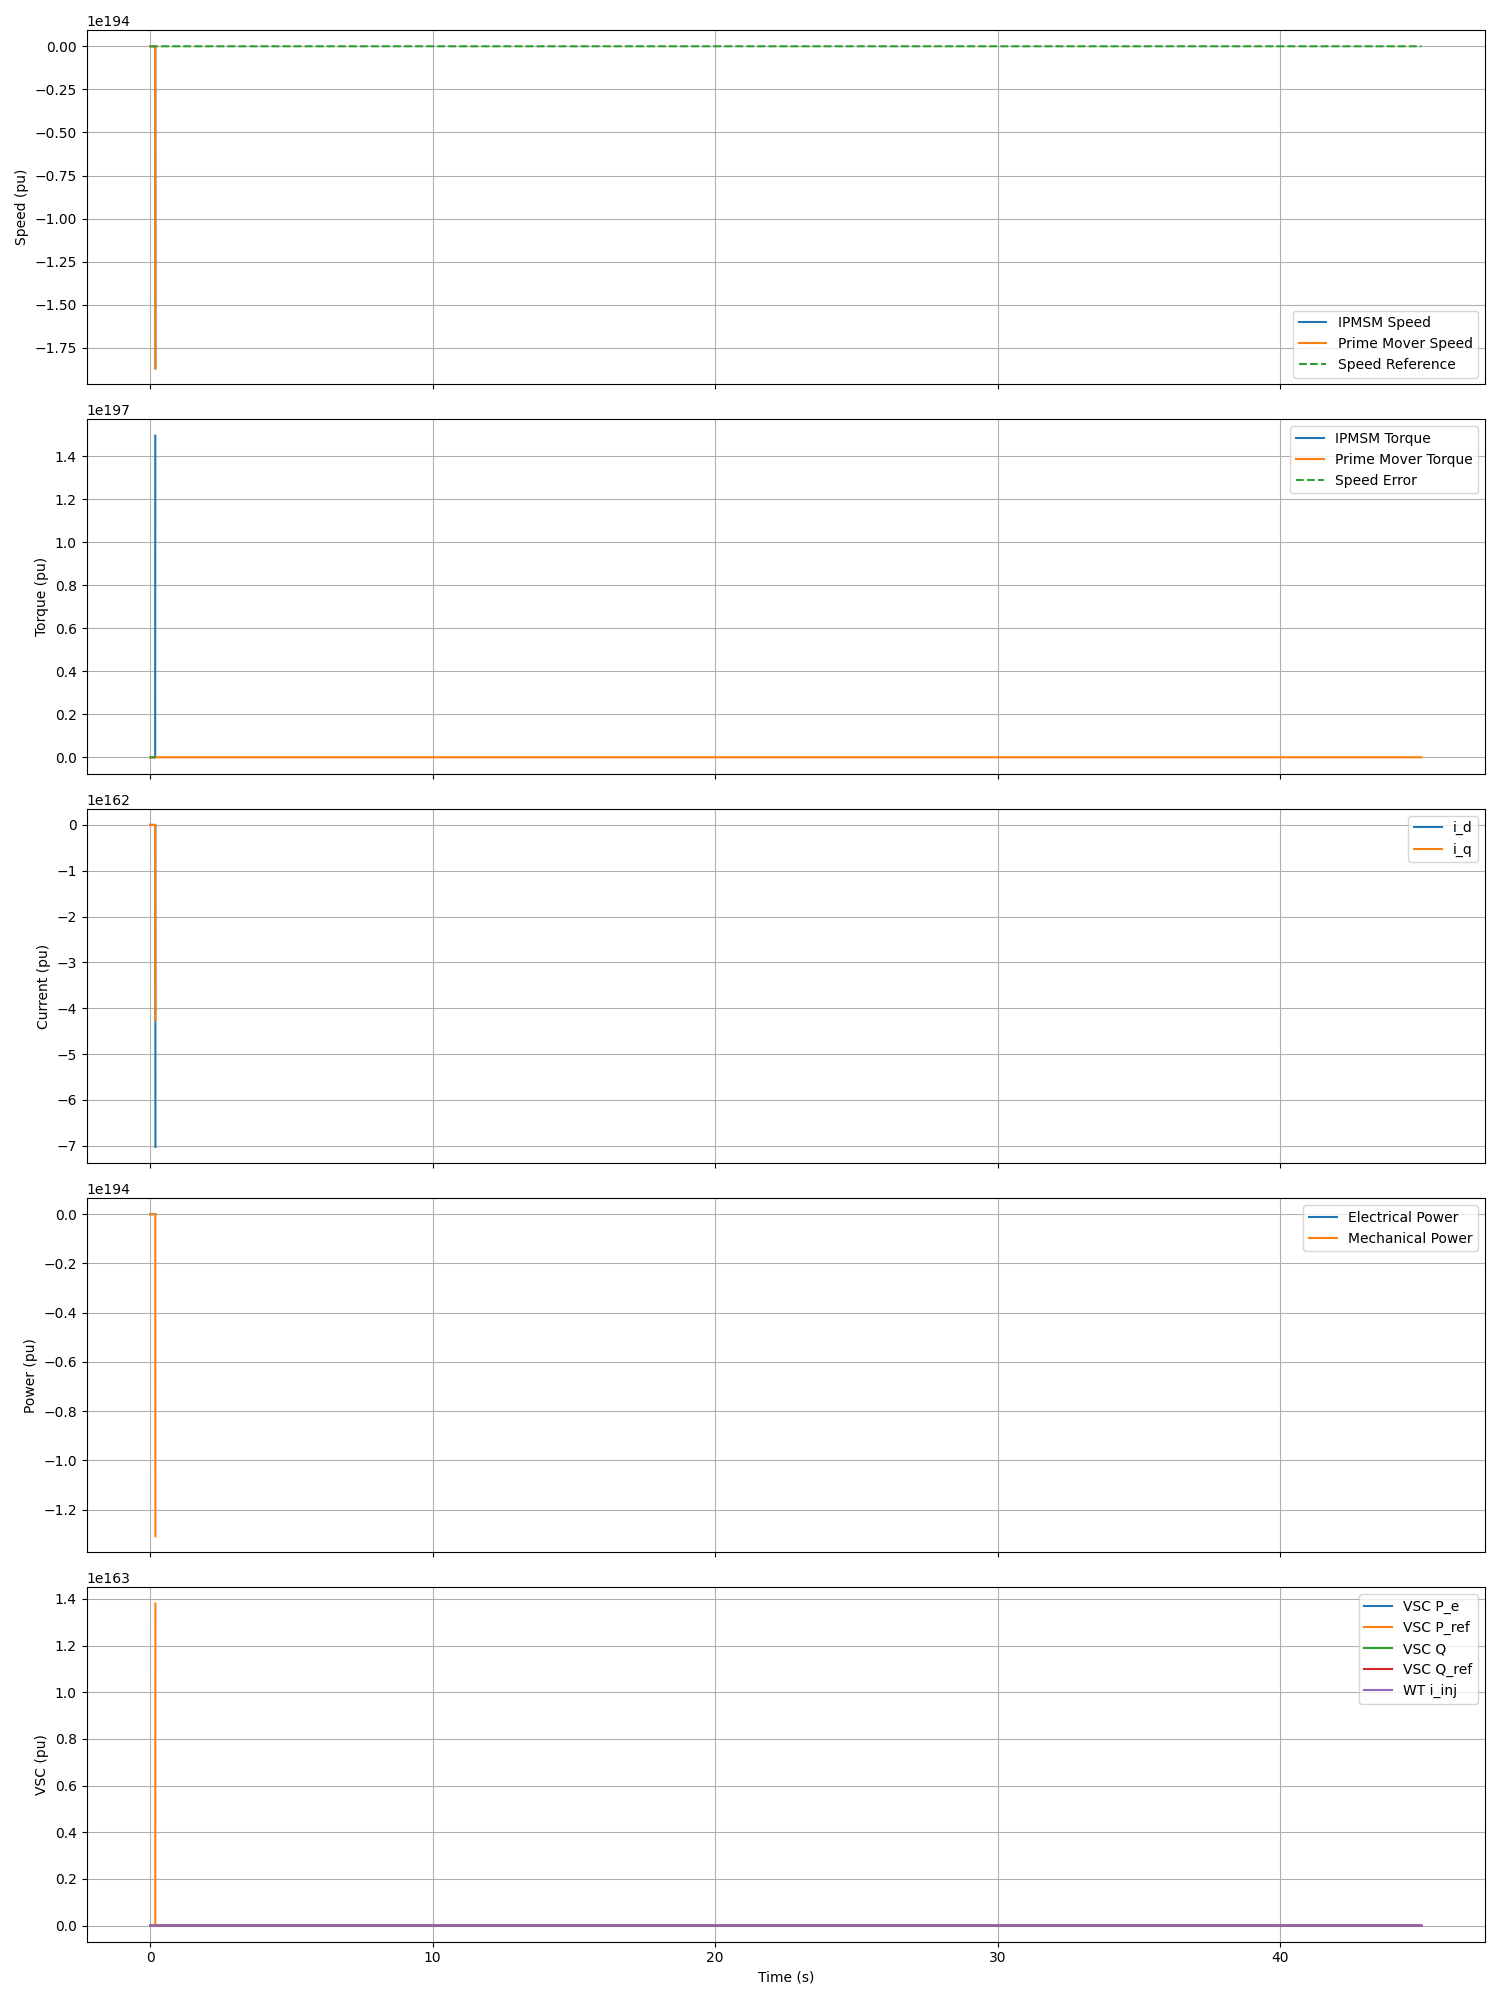 1e194
0.00
−0.25
−0.50
−0.75
−1.00
−1.25
−1.50
−1.75
Speed (pu)
IPMSM Speed
Prime Mover Speed
Speed Reference
1e197
1.4
1.2
1.0
0.8
0.6
0.4
0.2
0.0
Torque (pu)
IPMSM Torque
Prime Mover Torque
Speed Error
1e162
0
−1
−2
−3
−4
−5
−6
−7
Current (pu)
i_d
i_q
1e194
0.0
−0.2
−0.4
−0.6
−0.8
−1.0
−1.2
Power (pu)
Electrical Power
Mechanical Power
1e163
1.4
1.2
1.0
0.8
0.6
0.4
0.2
0.0
VSC (pu)
VSC P_e
VSC P_ref
VSC Q
VSC Q_ref
WT i_inj
0 10 20 30 40
Time (s)